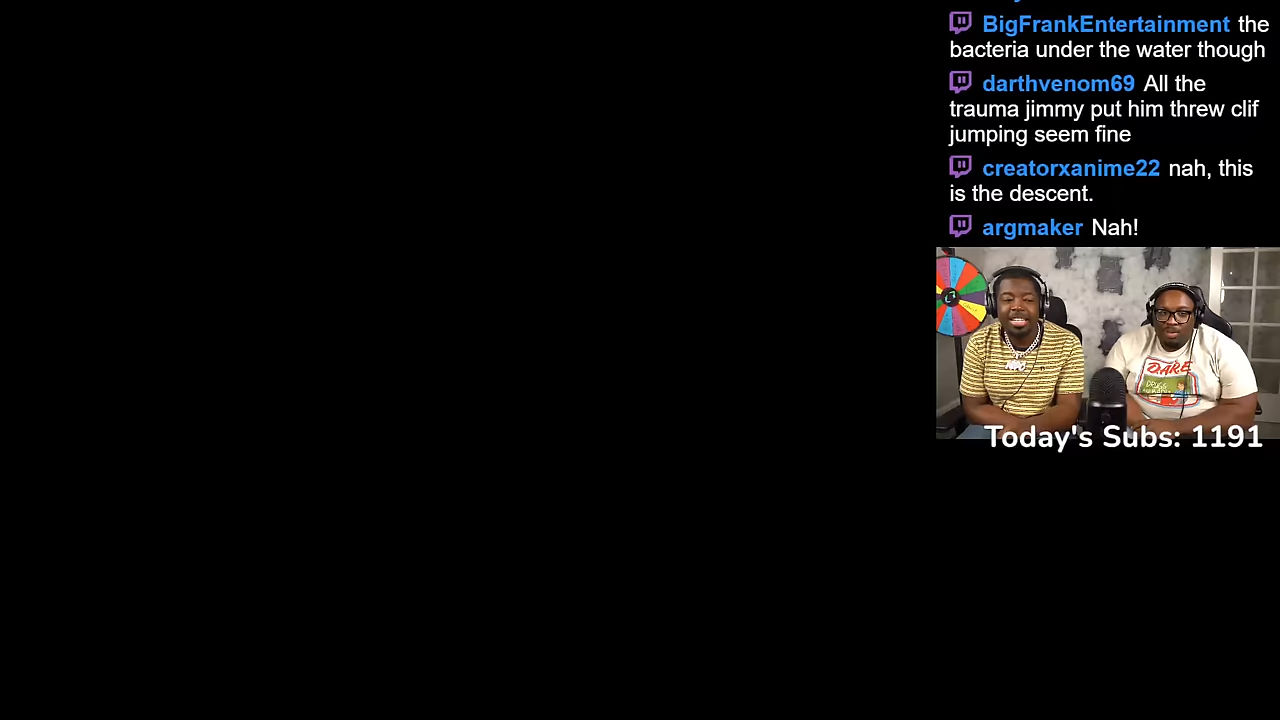 BigFrankEntertainment the
bacteria under the water though
darthvenom69 All the
trauma jimmy put him threw clif
jumping seem fine
creatorxanime22 nah, this
is the descent.
argmaker Nah!
DARE
Today's Subs: 1191